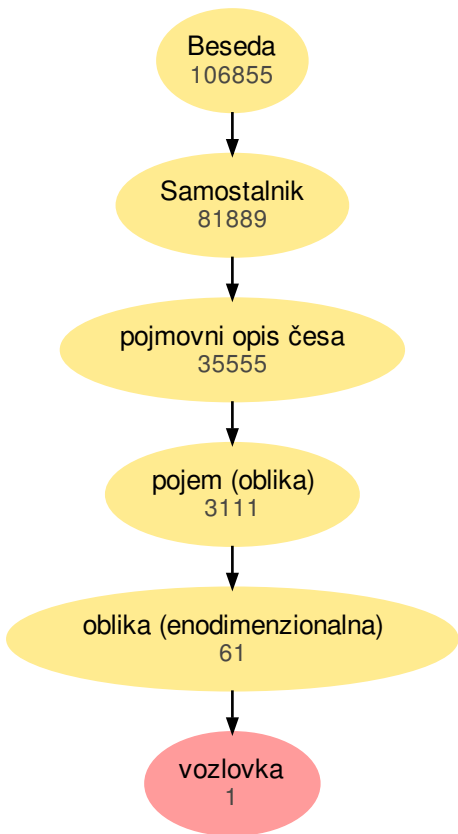 Beseda
106855
Samostalnik
81889
pojmovni opis česa
35555
pojem (oblika)
3111
oblika (enodimenzionalna)
61
vozlovka
1